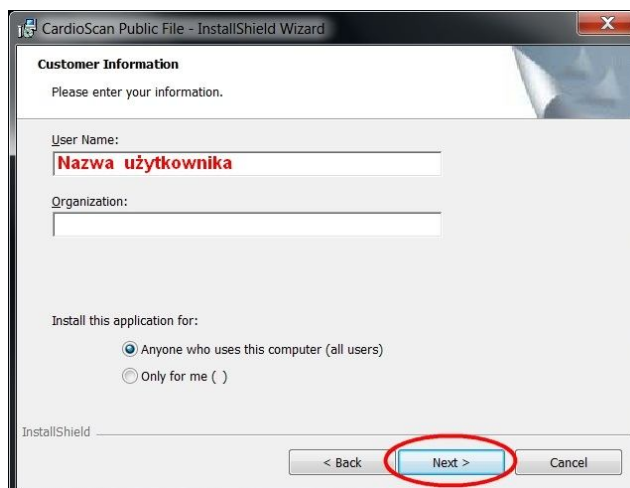 CardioScan Public File - InstallShield Wizard
Customer Information
Please enter your information.
User Name:
Nazwa użytkownika
Organization:
Install this application for:
Anyone who uses this computer (all users)
Only for me ( )
InstallShield
< Back Next > Cancel